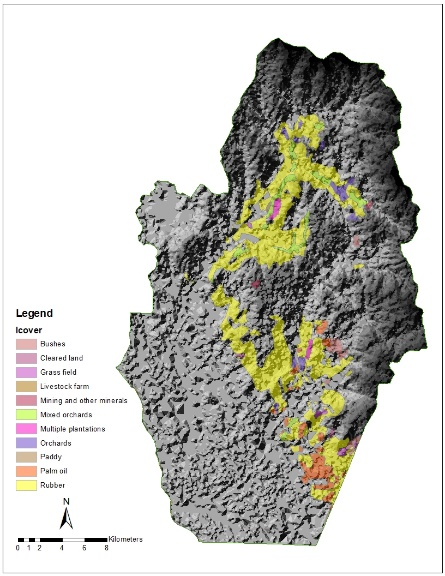 Legend
lcover
Bushes
Cleared land
Grass field
Livestock farm
Mining and other minerals
Mixed orchards
Multiple plantations
Orchards
Paddy
Palm oil
Rubber
N
0 1 2 4 6 8 Kilometers